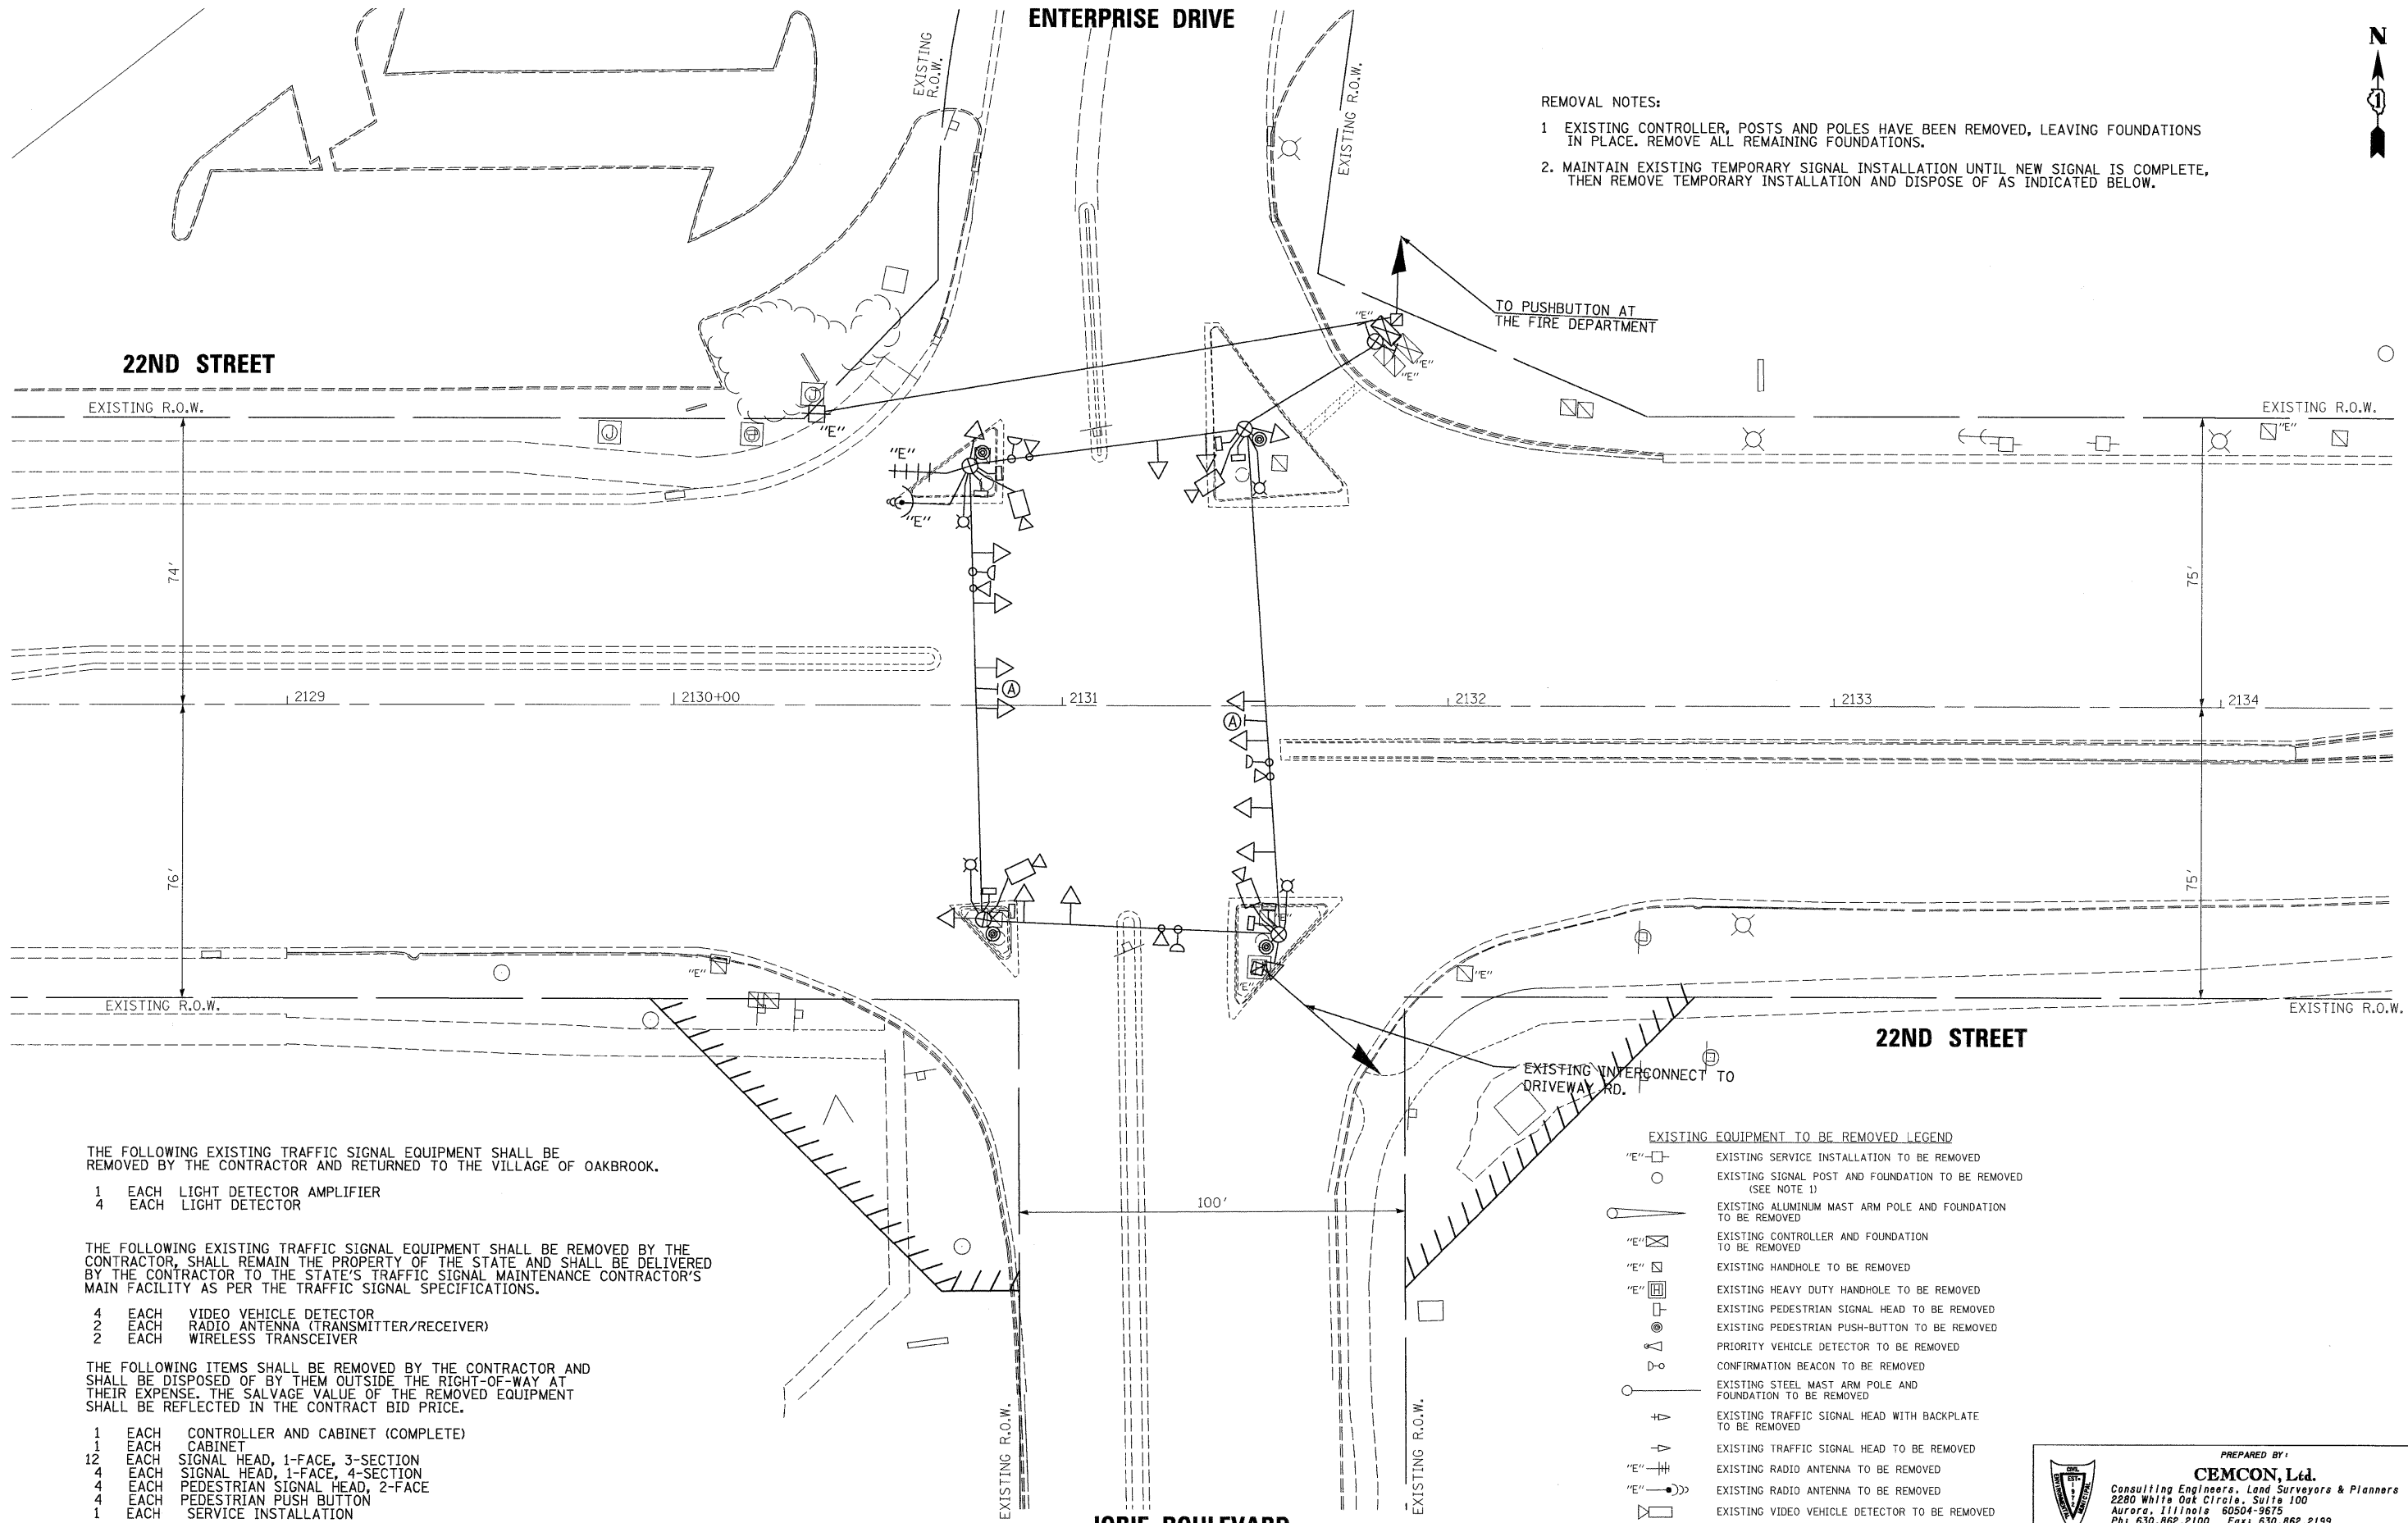 ENTERPRISE DRIVE
EXISTING
R.O.W.
EXISTING R.O.W.
N
1
REMOVAL NOTES:
1 EXISTING CONTROLLER, POSTS AND POLES HAVE BEEN REMOVED, LEAVING FOUNDATIONS
IN PLACE. REMOVE ALL REMAINING FOUNDATIONS.
2. MAINTAIN EXISTING TEMPORARY SIGNAL INSTALLATION UNTIL NEW SIGNAL IS COMPLETE,
THEN REMOVE TEMPORARY INSTALLATION AND DISPOSE OF AS INDICATED BELOW.
TO PUSHBUTTON AT
THE FIRE DEPARTMENT
22ND STREET
"E"
"E"
"E"
EXISTING R.O.W.
EXISTING R.O.W.
"E"
"E"
"E"
"E"
74'
75'
2129
2130+00
A
2131
A
2132
2133
2134
76'
75'
"E"
"E"
"E"
"E"
EXISTING R.O.W.
EXISTING R.O.W.
22ND STREET
EXISTING INTERCONNECT TO
DRIVEWAY RD.
100'
THE FOLLOWING EXISTING TRAFFIC SIGNAL EQUIPMENT SHALL BE
REMOVED BY THE CONTRACTOR AND RETURNED TO THE VILLAGE OF OAKBROOK.
1 EACH LIGHT DETECTOR AMPLIFIER
4 EACH LIGHT DETECTOR
THE FOLLOWING EXISTING TRAFFIC SIGNAL EQUIPMENT SHALL BE REMOVED BY THE
CONTRACTOR, SHALL REMAIN THE PROPERTY OF THE STATE AND SHALL BE DELIVERED
BY THE CONTRACTOR TO THE STATE'S TRAFFIC SIGNAL MAINTENANCE CONTRACTOR'S
MAIN FACILITY AS PER THE TRAFFIC SIGNAL SPECIFICATIONS.
4 EACH VIDEO VEHICLE DETECTOR
2 EACH RADIO ANTENNA (TRANSMITTER/RECEIVER)
2 EACH WIRELESS TRANSCEIVER
THE FOLLOWING ITEMS SHALL BE REMOVED BY THE CONTRACTOR AND
SHALL BE DISPOSED OF BY THEM OUTSIDE THE RIGHT-OF-WAY AT
THEIR EXPENSE. THE SALVAGE VALUE OF THE REMOVED EQUIPMENT
SHALL BE REFLECTED IN THE CONTRACT BID PRICE.
1 EACH CONTROLLER AND CABINET (COMPLETE)
1 EACH CABINET
12 EACH SIGNAL HEAD, 1-FACE, 3-SECTION
4 EACH SIGNAL HEAD, 1-FACE, 4-SECTION
4 EACH PEDESTRIAN SIGNAL HEAD, 2-FACE
4 EACH PEDESTRIAN PUSH BUTTON
1 EACH SERVICE INSTALLATION
EXISTING R.O.W.
EXISTING R.O.W.
EXISTING EQUIPMENT TO BE REMOVED LEGEND
"E" EXISTING SERVICE INSTALLATION TO BE REMOVED
EXISTING SIGNAL POST AND FOUNDATION TO BE REMOVED
(SEE NOTE 1)
EXISTING ALUMINUM MAST ARM POLE AND FOUNDATION
TO BE REMOVED
"E" EXISTING CONTROLLER AND FOUNDATION
TO BE REMOVED
"E" EXISTING HANDHOLE TO BE REMOVED
"E" H EXISTING HEAVY DUTY HANDHOLE TO BE REMOVED
EXISTING PEDESTRIAN SIGNAL HEAD TO BE REMOVED
EXISTING PEDESTRIAN PUSH-BUTTON TO BE REMOVED
PRIORITY VEHICLE DETECTOR TO BE REMOVED
CONFIRMATION BEACON TO BE REMOVED
EXISTING STEEL MAST ARM POLE AND
FOUNDATION TO BE REMOVED
EXISTING TRAFFIC SIGNAL HEAD WITH BACKPLATE
TO BE REMOVED
EXISTING TRAFFIC SIGNAL HEAD TO BE REMOVED
"E" EXISTING RADIO ANTENNA TO BE REMOVED
"E" EXISTING RADIO ANTENNA TO BE REMOVED
EXISTING VIDEO VEHICLE DETECTOR TO BE REMOVED
PREPARED BY:
CEMCON, Ltd.
Consulting Engineers, Land Surveyors & Planners
2280 White Oak Circle, Suite 100
Aurora, Illinois 60504-9675
Ph: 630.862.2100 Fax: 630.862.2199